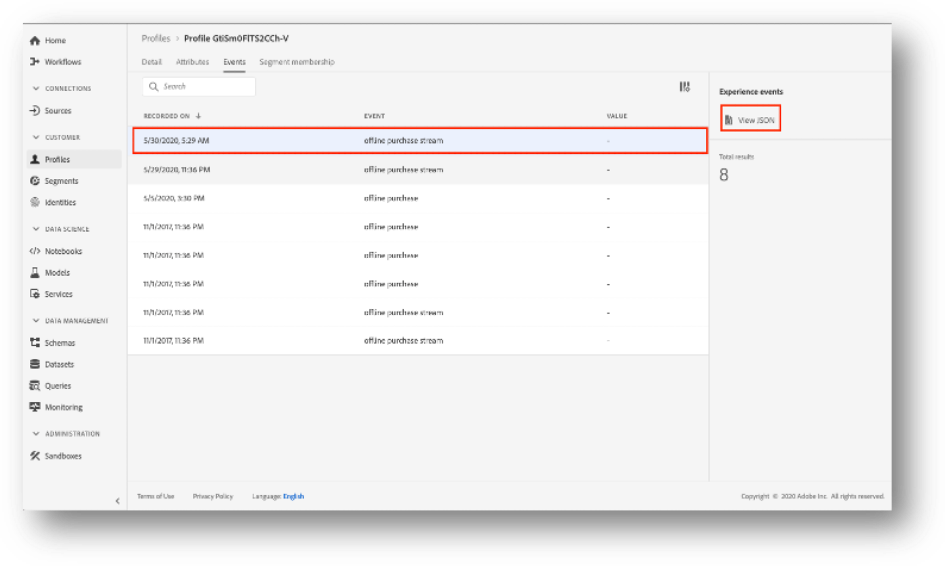 Home
Workflows
CONNECTIONS
Sources
CUSTOMER
Profiles
Segments
Identities
DATA SCIENCE
Notebooks
Models
Services
DATA MANAGEMENT
Schemas
Datasets
Queries
Monitoring
ADMINISTRATION
Sandboxes
Profiles > Profile GtiSm0FITS2CCh-V
Detail Attributes Events Segment membership
Search
RECORDED ON ↓ EVENT VALUE
5/30/2020, 5:29 AM offline purchase stream -
5/29/2020, 11:36 PM offline purchase stream -
5/5/2020, 3:30 PM offline purchase -
11/1/2017, 11:36 PM offline purchase -
11/1/2017, 11:36 PM offline purchase -
11/1/2017, 11:36 PM offline purchase -
11/1/2017, 11:36 PM offline purchase stream -
11/1/2017, 11:36 PM offline purchase stream -
Experience events
View JSON
Total results
8
Terms of Use Privacy Policy Language: English
Copyright © 2020 Adobe Inc. All rights reserved.